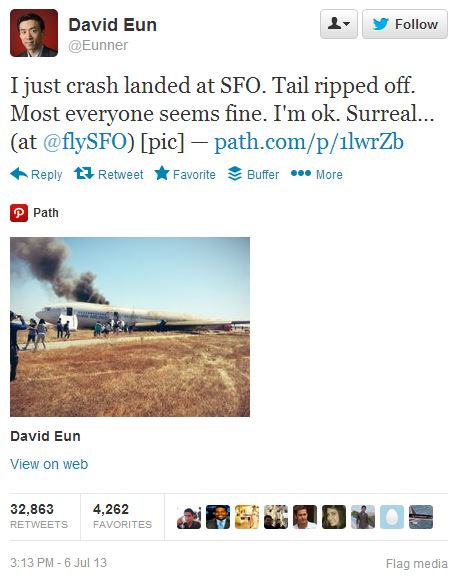 David Eun
@Eunner
Follow
I just crash landed at SFO. Tail ripped off.
Most everyone seems fine. I'm ok. Surreal...
(at @flySFO) [pic] — path.com/p/1lwrZb
Reply Retweet Favorite Buffer More
Path
David Eun
View on web
32,863 4,262
RETWEETS FAVORITES
3:13 PM - 6 Jul 13 Flag media